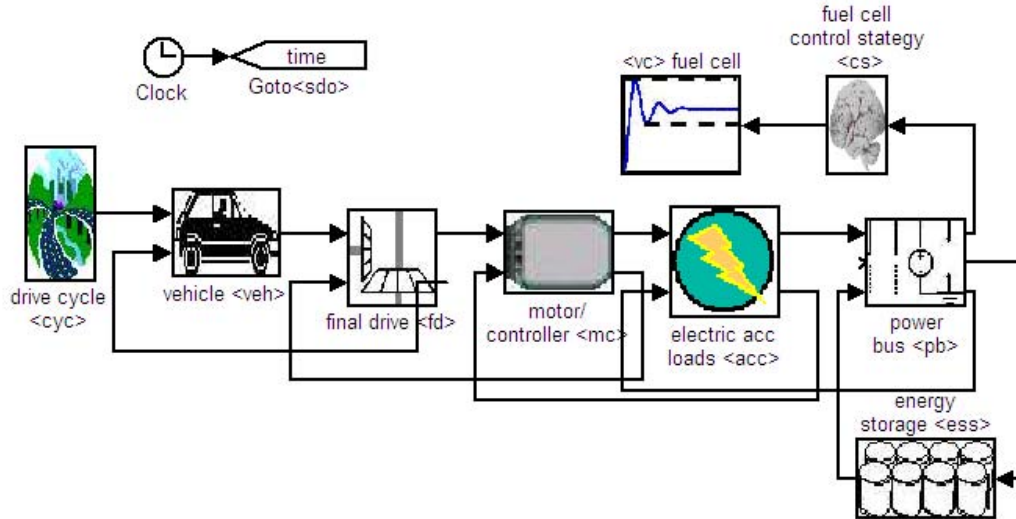 fuel cell
control stategy
<cs>
<vc> fuel cell
time
Clock
Goto<sdo>
drive cycle
<cyc>
vehicle <veh>
final drive <fd>
motor/
controller <mc>
electric acc
loads <acc>
power
bus <pb>
energy
storage <ess>